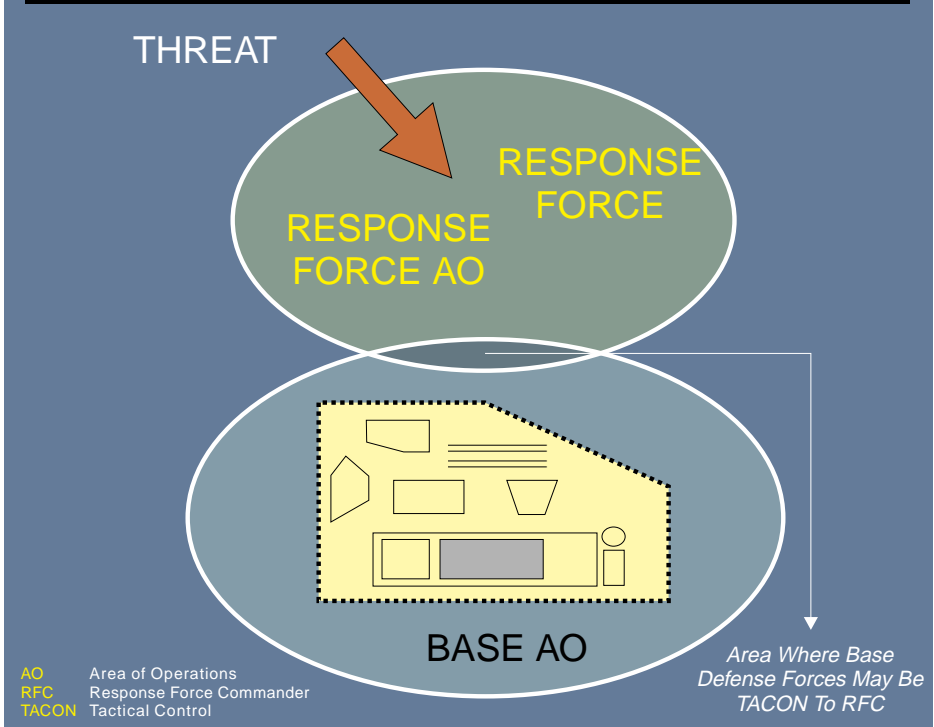 THREAT
RESPONSE
FORCE
RESPONSE
FORCE AO
BASE AO
AO Area of Operations
RFC Response Force Commander
TACON Tactical Control
Area Where Base
Defense Forces May Be
TACON To RFC